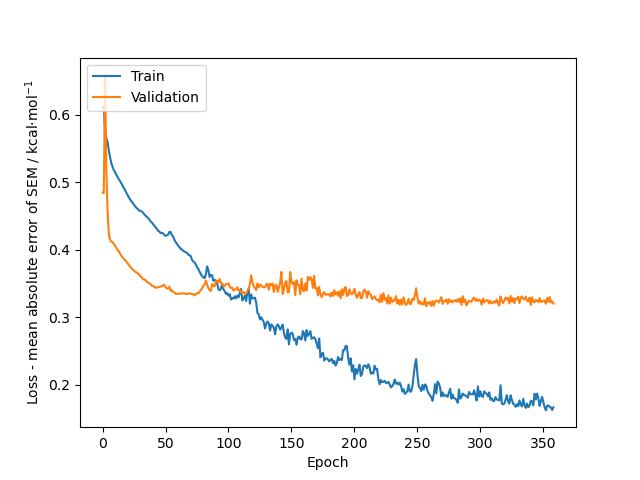 Train
Validation
0.6
0.5
0.4
0.3
0.2
Loss - mean absolute error of SEM / kcal·mol⁻¹
0 50 100 150 200 250 300 350
Epoch